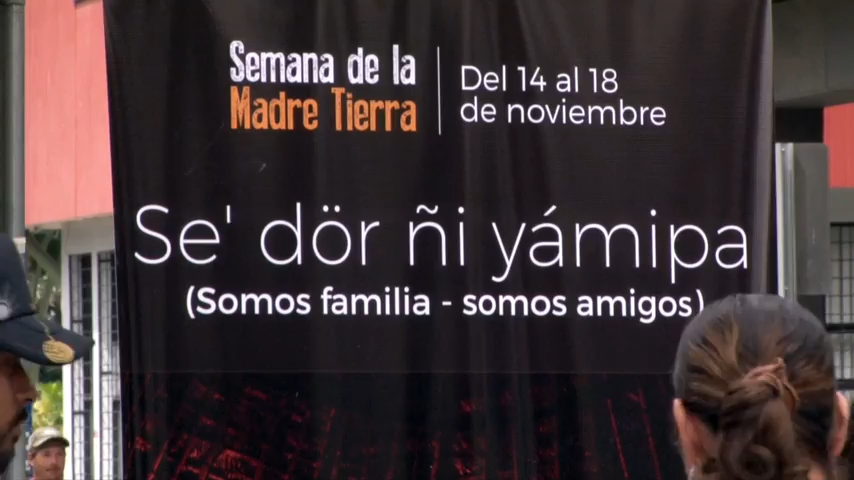 Semana de la
Madre Tierra
Del 14 al 18
de noviembre
Se' dör ñi yámipa
(Somos familia - somos amigos)